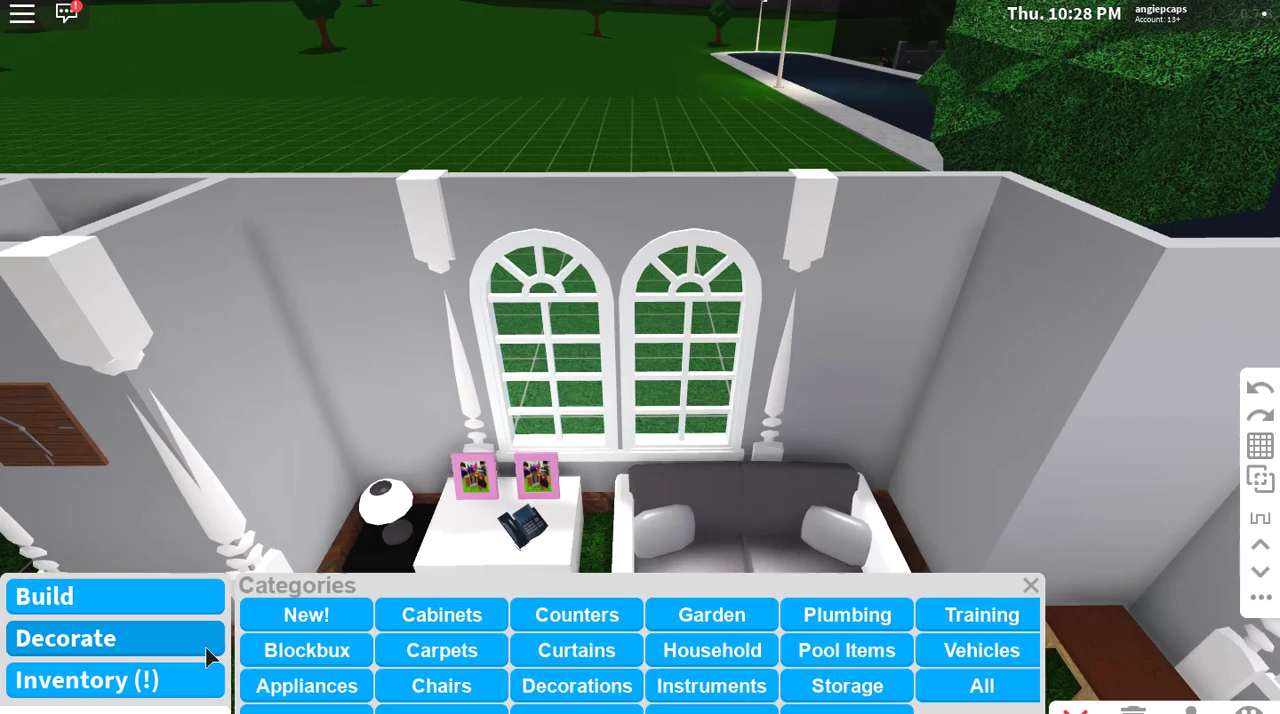 Thu. 10:28 PM
angiepcaps
Account: 13+
Build
Decorate
Inventory (!)
Categories
New! Cabinets Counters Garden Plumbing Training
Blockbux Carpets Curtains Household Pool Items Vehicles
Appliances Chairs Decorations Instruments Storage All